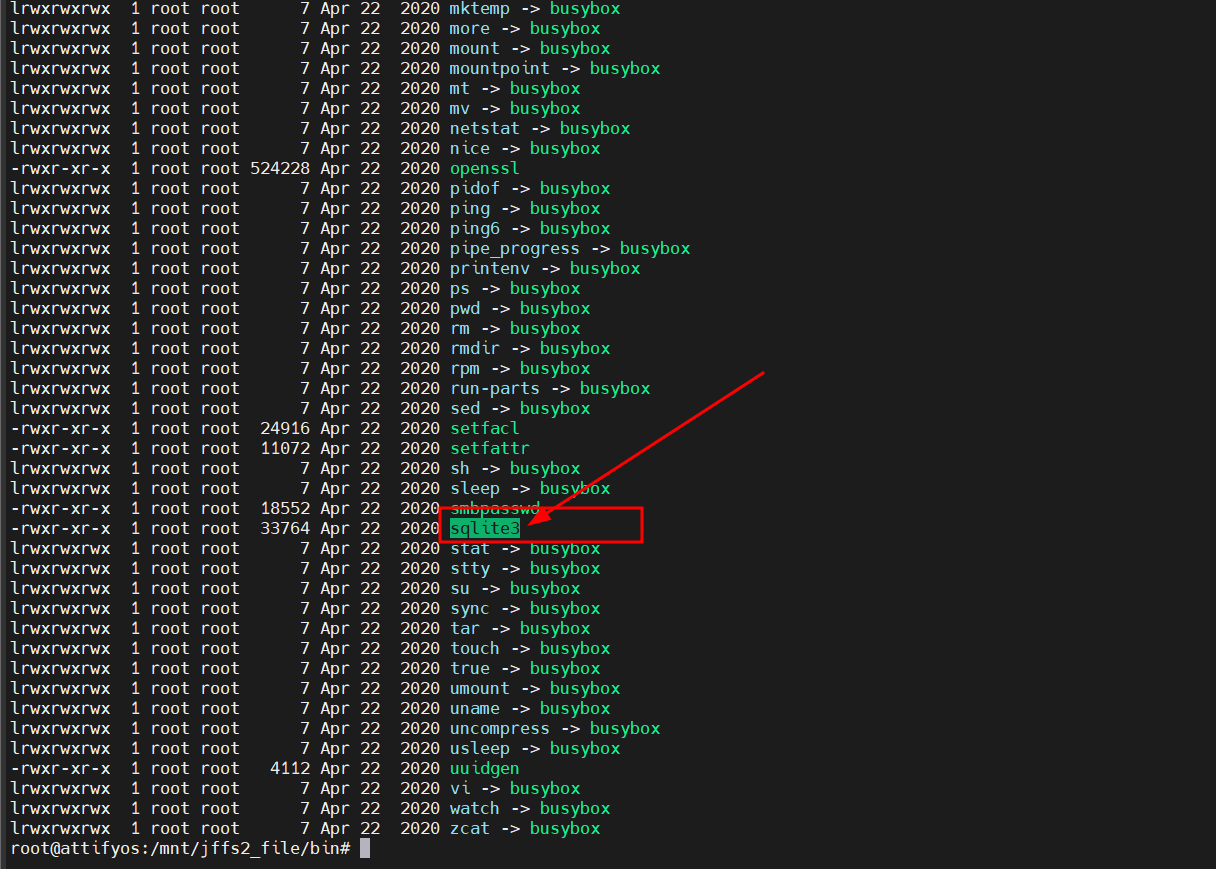 lrwxrwxrwx  1 root root      7 Apr 22  2020 mktemp -> busybox
lrwxrwxrwx  1 root root      7 Apr 22  2020 more -> busybox
lrwxrwxrwx  1 root root      7 Apr 22  2020 mount -> busybox
lrwxrwxrwx  1 root root      7 Apr 22  2020 mountpoint -> busybox
lrwxrwxrwx  1 root root      7 Apr 22  2020 mt -> busybox
lrwxrwxrwx  1 root root      7 Apr 22  2020 mv -> busybox
lrwxrwxrwx  1 root root      7 Apr 22  2020 netstat -> busybox
lrwxrwxrwx  1 root root      7 Apr 22  2020 nice -> busybox
-rwxr-xr-x  1 root root 524228 Apr 22  2020 openssl
lrwxrwxrwx  1 root root      7 Apr 22  2020 pidof -> busybox
lrwxrwxrwx  1 root root      7 Apr 22  2020 ping -> busybox
lrwxrwxrwx  1 root root      7 Apr 22  2020 ping6 -> busybox
lrwxrwxrwx  1 root root      7 Apr 22  2020 pipe_progress -> busybox
lrwxrwxrwx  1 root root      7 Apr 22  2020 printenv -> busybox
lrwxrwxrwx  1 root root      7 Apr 22  2020 ps -> busybox
lrwxrwxrwx  1 root root      7 Apr 22  2020 pwd -> busybox
lrwxrwxrwx  1 root root      7 Apr 22  2020 rm -> busybox
lrwxrwxrwx  1 root root      7 Apr 22  2020 rmdir -> busybox
lrwxrwxrwx  1 root root      7 Apr 22  2020 rpm -> busybox
lrwxrwxrwx  1 root root      7 Apr 22  2020 run-parts -> busybox
lrwxrwxrwx  1 root root      7 Apr 22  2020 sed -> busybox
-rwxr-xr-x  1 root root  24916 Apr 22  2020 setfacl
-rwxr-xr-x  1 root root  11072 Apr 22  2020 setfattr
lrwxrwxrwx  1 root root      7 Apr 22  2020 sh -> busybox
lrwxrwxrwx  1 root root      7 Apr 22  2020 sleep -> busybox
-rwxr-xr-x  1 root root  18552 Apr 22  2020 smbpasswd
-rwxr-xr-x  1 root root  33764 Apr 22  2020 sqlite3
lrwxrwxrwx  1 root root      7 Apr 22  2020 stat -> busybox
lrwxrwxrwx  1 root root      7 Apr 22  2020 stty -> busybox
lrwxrwxrwx  1 root root      7 Apr 22  2020 su -> busybox
lrwxrwxrwx  1 root root      7 Apr 22  2020 sync -> busybox
lrwxrwxrwx  1 root root      7 Apr 22  2020 tar -> busybox
lrwxrwxrwx  1 root root      7 Apr 22  2020 touch -> busybox
lrwxrwxrwx  1 root root      7 Apr 22  2020 true -> busybox
lrwxrwxrwx  1 root root      7 Apr 22  2020 umount -> busybox
lrwxrwxrwx  1 root root      7 Apr 22  2020 uname -> busybox
lrwxrwxrwx  1 root root      7 Apr 22  2020 uncompress -> busybox
lrwxrwxrwx  1 root root      7 Apr 22  2020 usleep -> busybox
-rwxr-xr-x  1 root root   4112 Apr 22  2020 uuidgen
lrwxrwxrwx  1 root root      7 Apr 22  2020 vi -> busybox
lrwxrwxrwx  1 root root      7 Apr 22  2020 watch -> busybox
lrwxrwxrwx  1 root root      7 Apr 22  2020 zcat -> busybox
root@attifyos:/mnt/jffs2_file/bin#